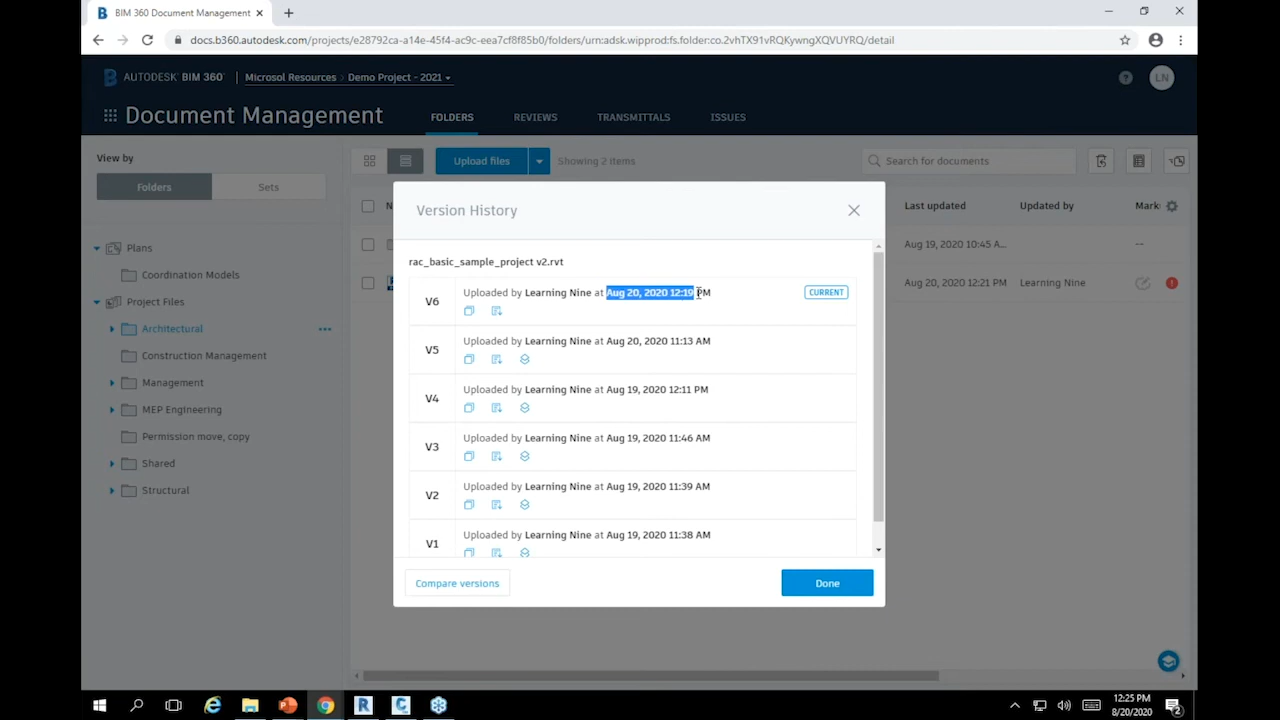 BIM 360 Document Management
docs.b360.autodesk.com/projects/e28792ca-a14e-45f4-ac9c-eea7cf8f85b0/folders/urn:adsk.wipprod:fs.folder:co.2vhTX91vRQKywngXQVUYRQ/detail
AUTODESK® BIM 360° Microsol Resources > Demo Project - 2021
LN
Document Management FOLDERS REVIEWS TRANSMITTALS ISSUES
View by Upload files Showing 2 items Search for documents
Folders Sets
N Last updated Updated by Mark
Plans Aug 19, 2020 10:45 A... --
Coordination Models Aug 20, 2020 12:21 PM Learning Nine
Project Files
Architectural
Construction Management
Management
MEP Engineering
Permission move, copy
Shared
Structural
Version History
rac_basic_sample_project v2.rvt
V6 Uploaded by Learning Nine at Aug 20, 2020 12:19 PM CURRENT
V5 Uploaded by Learning Nine at Aug 20, 2020 11:13 AM
V4 Uploaded by Learning Nine at Aug 19, 2020 12:11 PM
V3 Uploaded by Learning Nine at Aug 19, 2020 11:46 AM
V2 Uploaded by Learning Nine at Aug 19, 2020 11:39 AM
V1 Uploaded by Learning Nine at Aug 19, 2020 11:38 AM
Compare versions Done
12:25 PM
8/20/2020
2